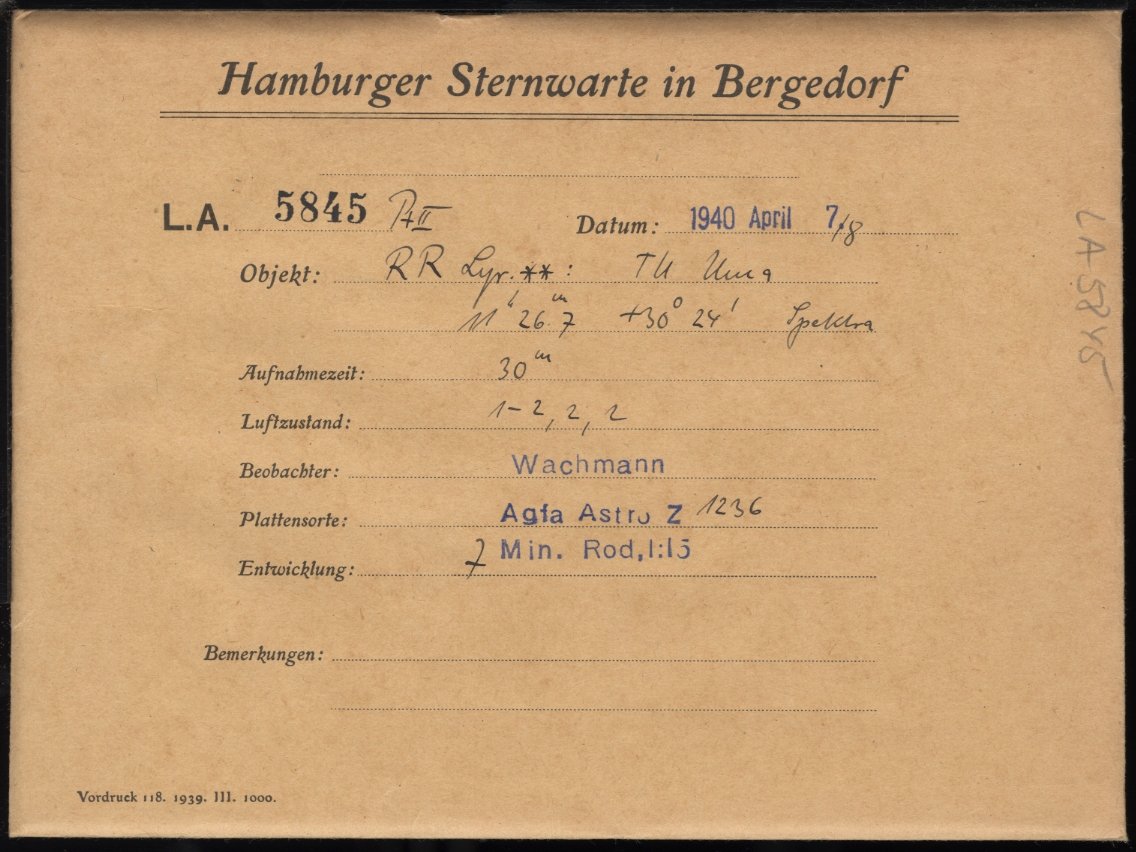 Hamburger Sternwarte in Bergedorf
L.A. 5845 P+II Datum: 1940 April 7./8
Objekt: RR Lyr. **: TU Uma
11ʰ 26ᵐ.7 +30° 24' Spektra
Aufnahmezeit: 30ᵐ
Luftzustand: 1-2, 2, 2
Beobachter: Wachmann
Plattensorte: Agfa Astro Z 1236
Entwicklung: 7 Min. Rod, 1:15
Bemerkungen:
Vordruck 118. 1939. III. 1000.
LA 5845